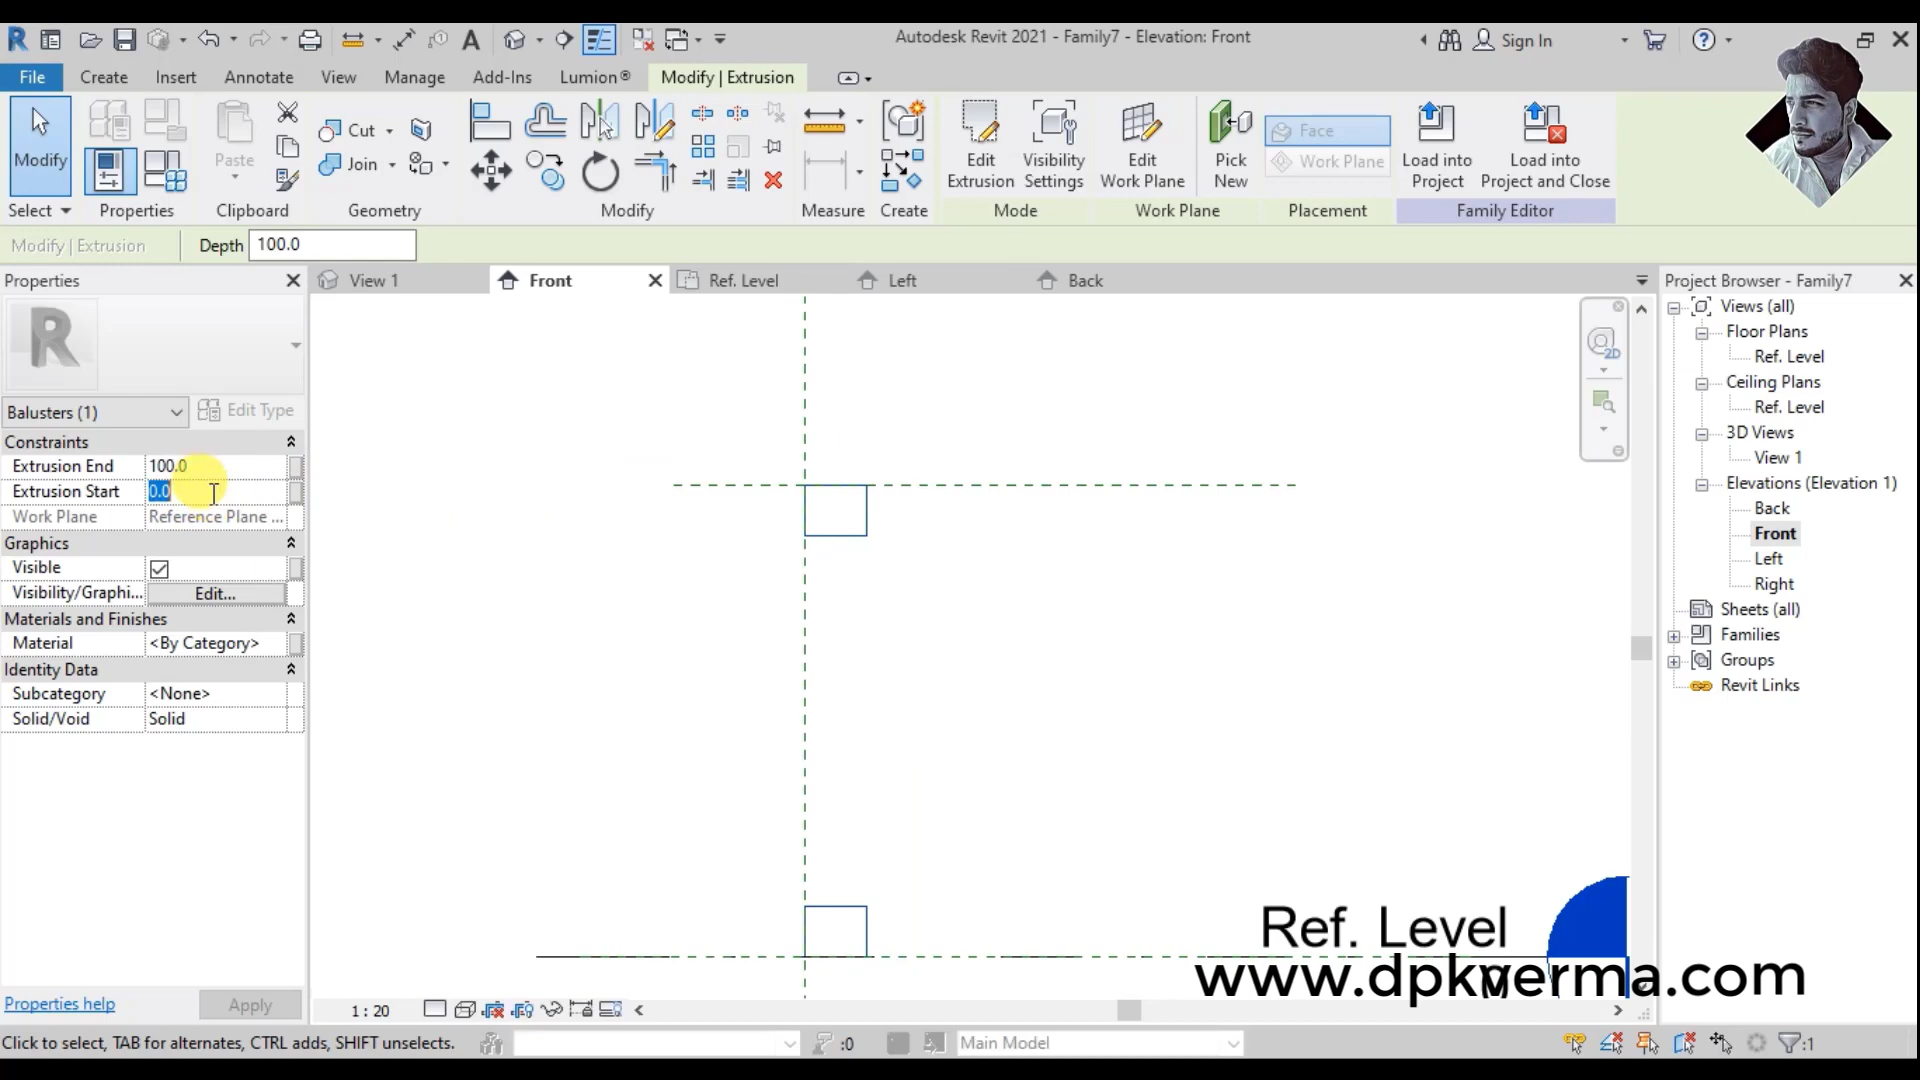 Autodesk Revit 2021 - Family7 - Elevation: Front
Sign In
File
Create
Insert
Annotate
View
Manage
Add-Ins
Lumion®
Modify | Extrusion
Modify
Paste
Cut
Join
Edit
Extrusion
Visibility
Settings
Edit
Work Plane
Pick
New
Face
Work Plane
Load into
Project
Load into
Project and Close
Select
Properties
Clipboard
Geometry
Modify
Measure
Create
Mode
Work Plane
Placement
Family Editor
Modify | Extrusion
Depth 100.0
Properties
View 1
Front
Ref. Level
Left
Back
Project Browser - Family7
Balusters (1)
Edit Type
Constraints
Extrusion End 100.0
Extrusion Start 0.0
Work Plane Reference Plane ...
Graphics
Visible
Visibility/Graphi... Edit...
Materials and Finishes
Material <By Category>
Identity Data
Subcategory <None>
Solid/Void Solid
Properties help
Apply
2D
Views (all)
Floor Plans
Ref. Level
Ceiling Plans
Ref. Level
3D Views
View 1
Elevations (Elevation 1)
Back
Front
Left
Right
Sheets (all)
Families
Groups
Revit Links
Ref. Level
www.dpkverma.com
1 : 20
Click to select, TAB for alternates, CTRL adds, SHIFT unselects.
:0
Main Model
:1